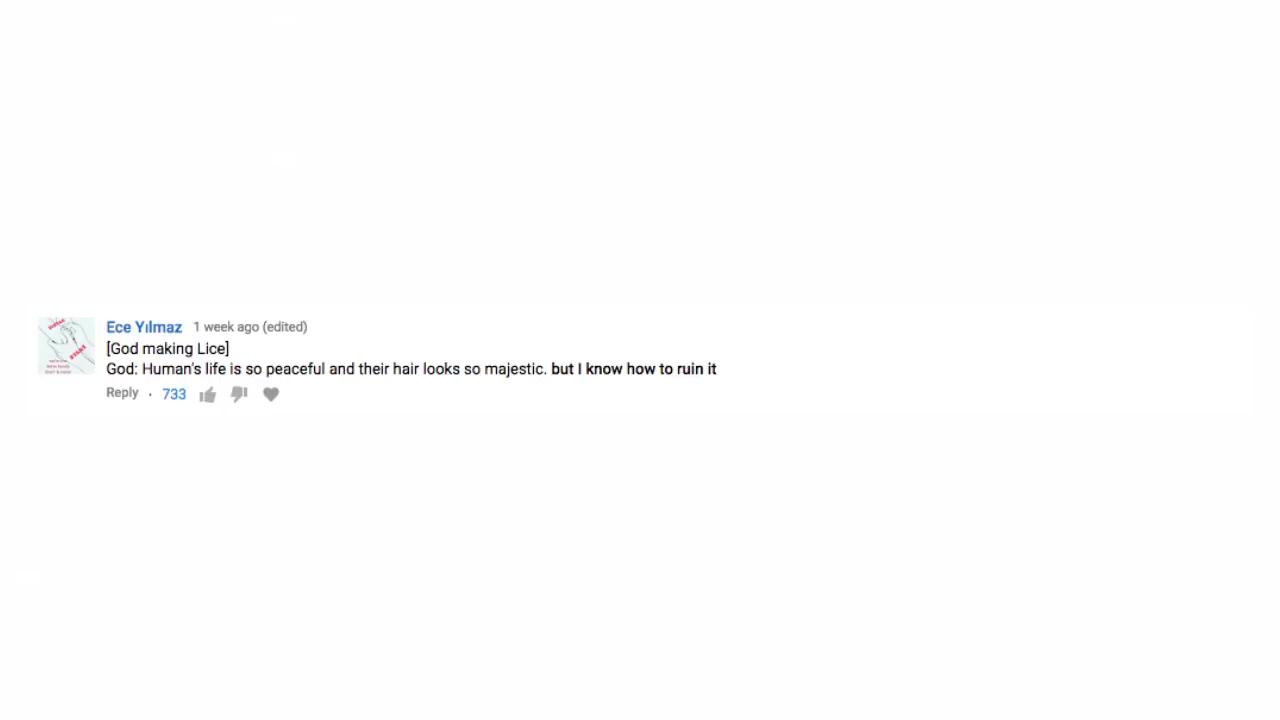 Ece Yılmaz 1 week ago (edited)
[God making Lice]
God: Human's life is so peaceful and their hair looks so majestic. but I know how to ruin it
Reply · 733